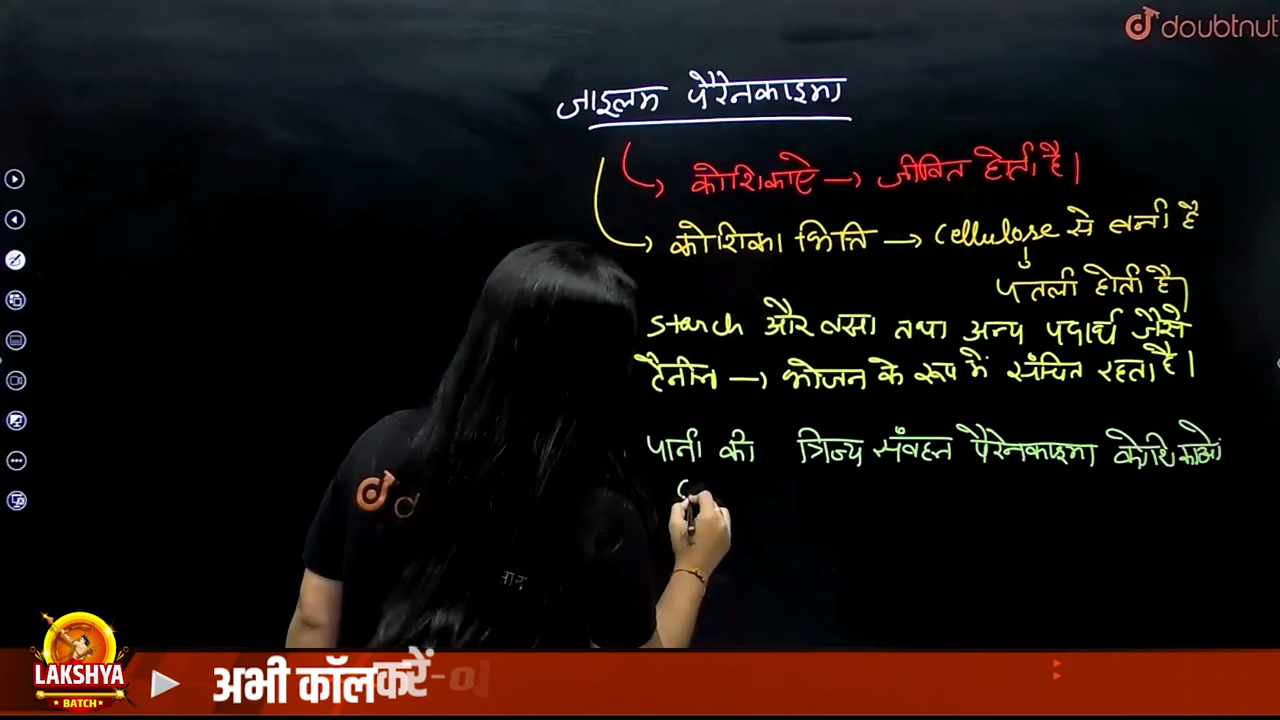 doubtnut
जाइलम पैरेनकाइमा
कोशिकाऐ → जीवित होती है।
कोशिका भित्ति → Cellulose से बनी है
पतली होती है।
starch और वसा तथा अन्य पदार्थ जैसे
टैनीन → भोजन के रूप में संचित रहता है।
पानी की त्रिज्य संवहन पैरेनकाइमा कोशिकाओ
LAKSHYA
BATCH
अभी कॉल करें